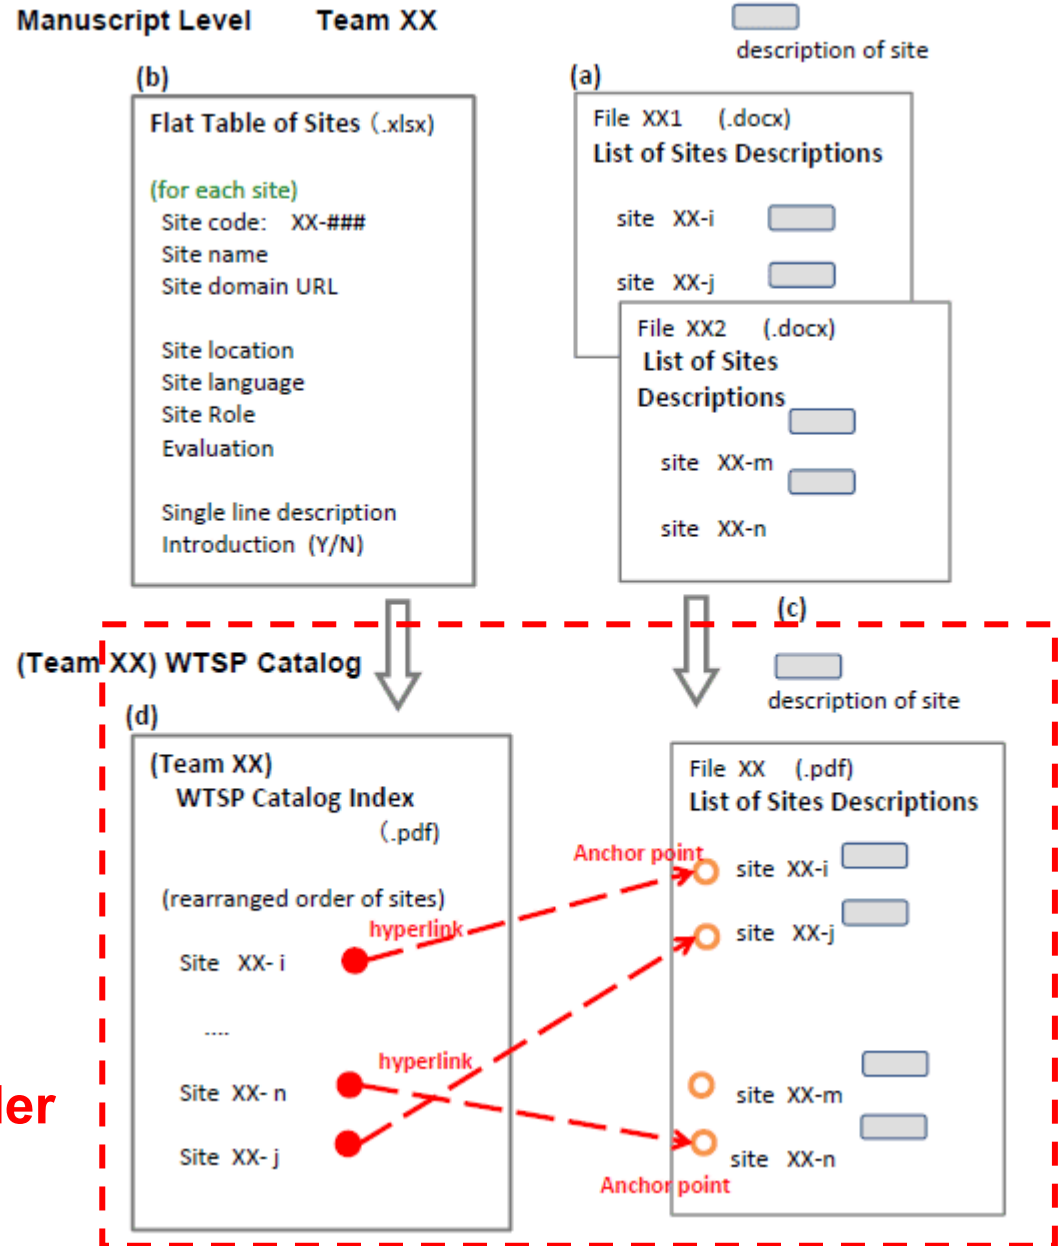 Manuscript Level Team XX
description of site
(b)
Flat Table of Sites (.xlsx)
(for each site)
Site code: XX-###
Site name
Site domain URL
Site location
Site language
Site Role
Evaluation
Single line description
Introduction (Y/N)
(a)
File XX1 (.docx)
List of Sites Descriptions
site XX-i
site XX-j
File XX2 (.docx)
List of Sites
Descriptions
site XX-m
site XX-n
(c)
(Team XX) WTSP Catalog
description of site
(d)
(Team XX)
WTSP Catalog Index
(.pdf)
(rearranged order of sites)
hyperlink
Site XX- i
....
hyperlink
Site XX- n
Site XX- j
File XX (.pdf)
List of Sites Descriptions
Anchor point
site XX-i
site XX-j
site XX-m
site XX-n
Anchor point